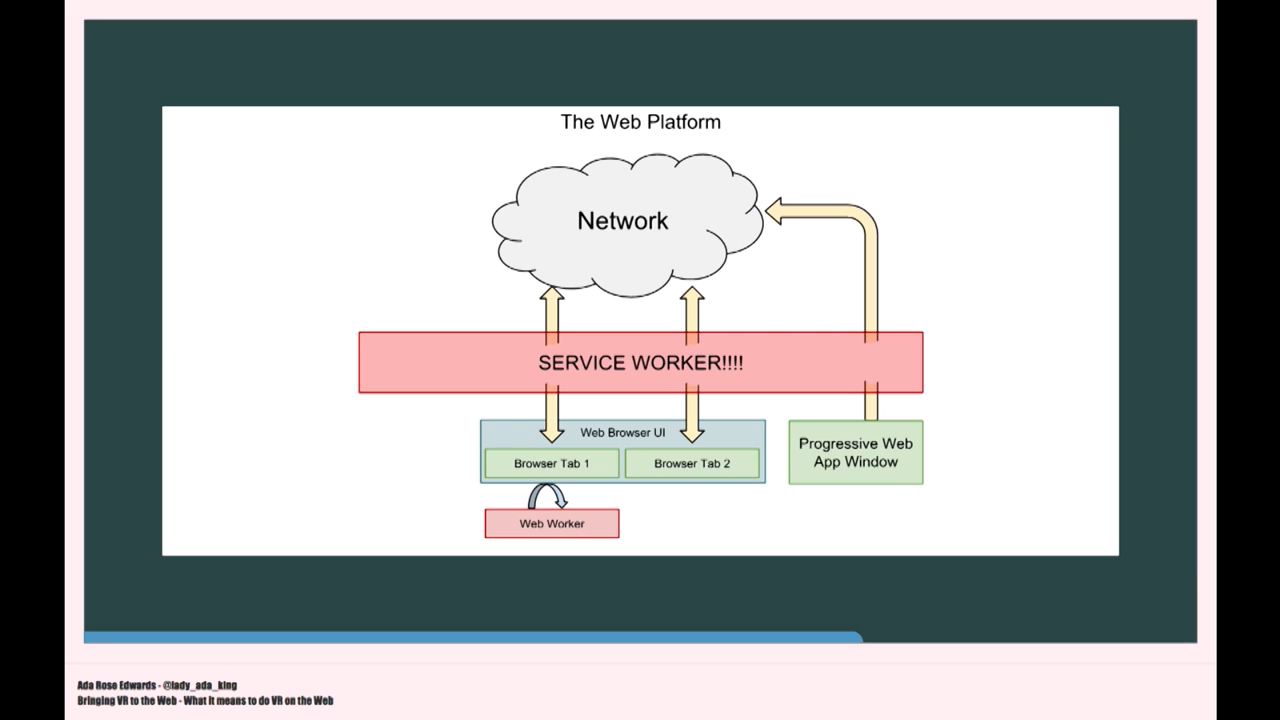 The Web Platform
Network
SERVICE WORKER!!!!
Web Browser UI
Browser Tab 1
Browser Tab 2
Progressive Web
App Window
Web Worker
Ada Rose Edwards - @lady_ada_king
Bringing VR to the Web - What it means to do VR on the Web